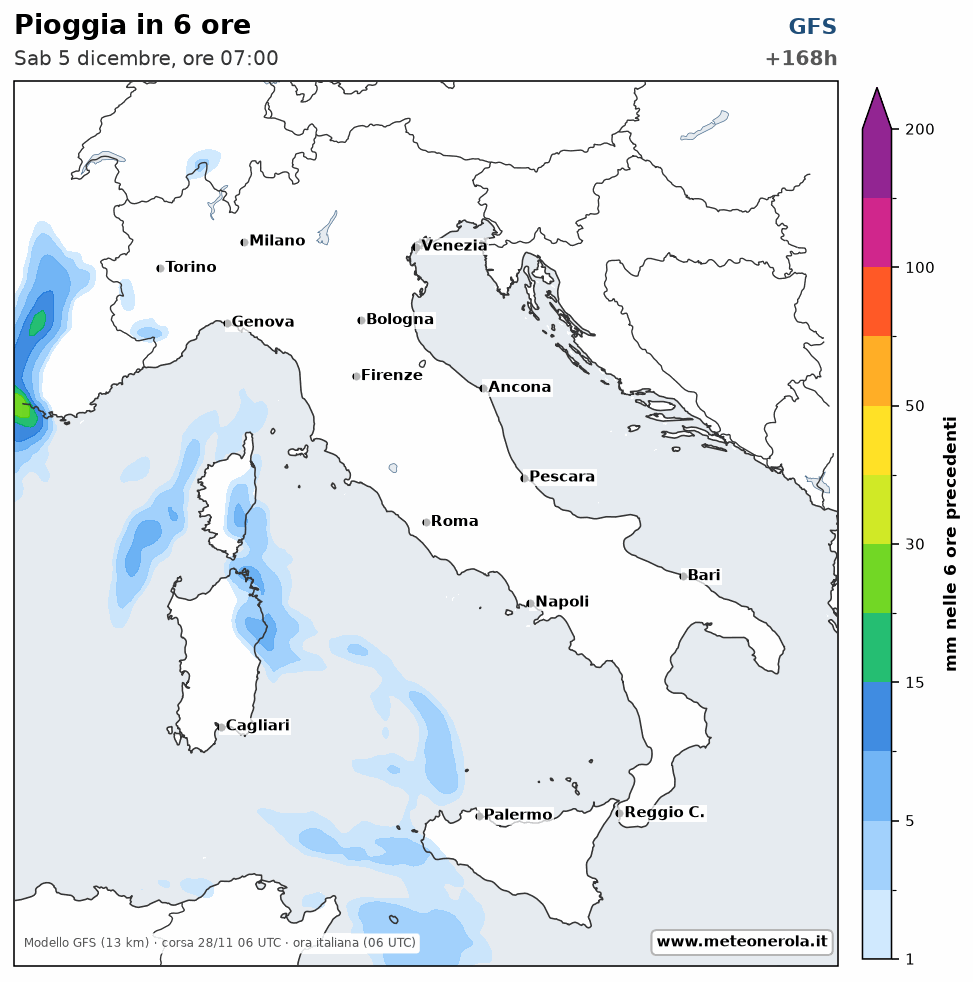 Pioggia in 6 ore
GFS
Sab 5 dicembre, ore 07:00
+168h
200
Milano
Venezia
Torino
100
Genova
Bologna
Firenze
Ancona
50
Pescara
Roma
30
Bari
Napoli
15
Cagliari
Palermo
Reggio C.
5
mm nelle 6 ore precedenti
Modello GFS (13 km) · corsa 28/11 06 UTC · ora italiana (06 UTC)
www.meteonerola.it
1